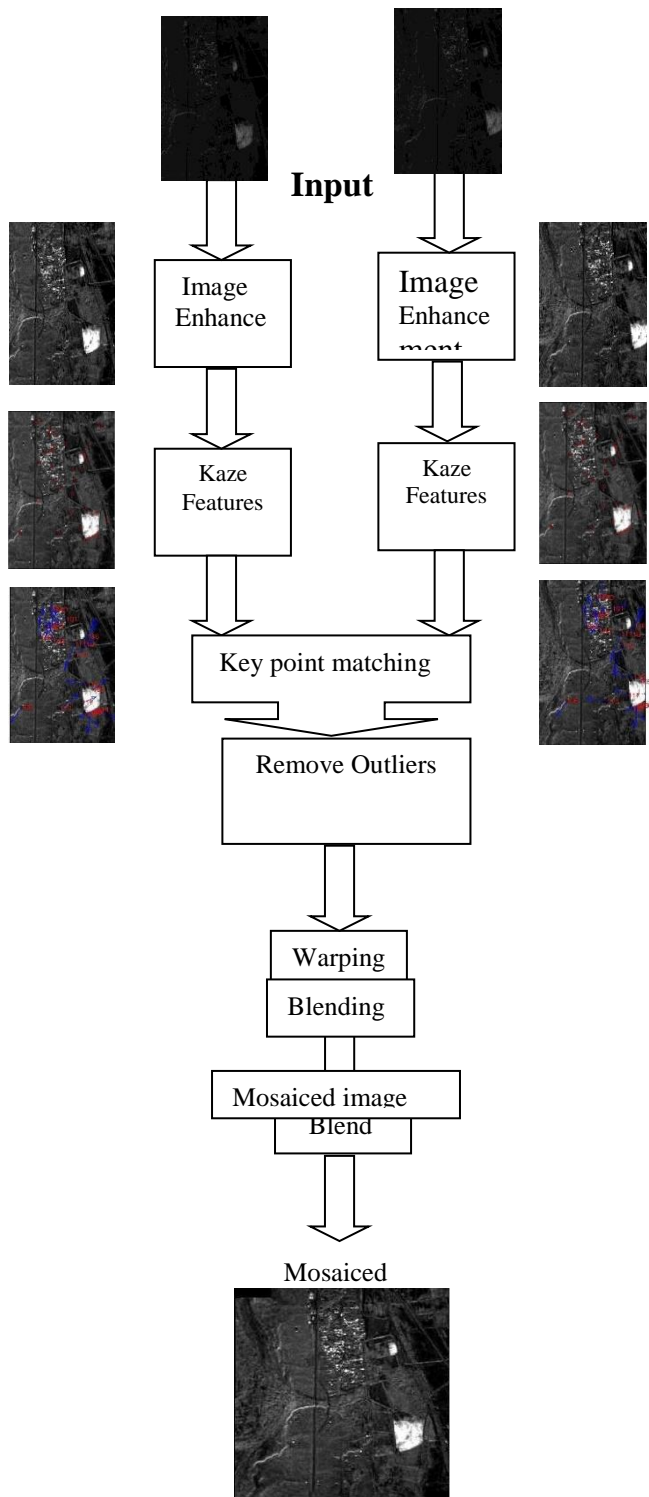 Input
Image
Enhance
Image
Enhance
ment
Kaze
Features
Kaze
Features
Key point matching
Remove Outliers
Warping
Blending
Mosaiced image
Blend
Mosaiced